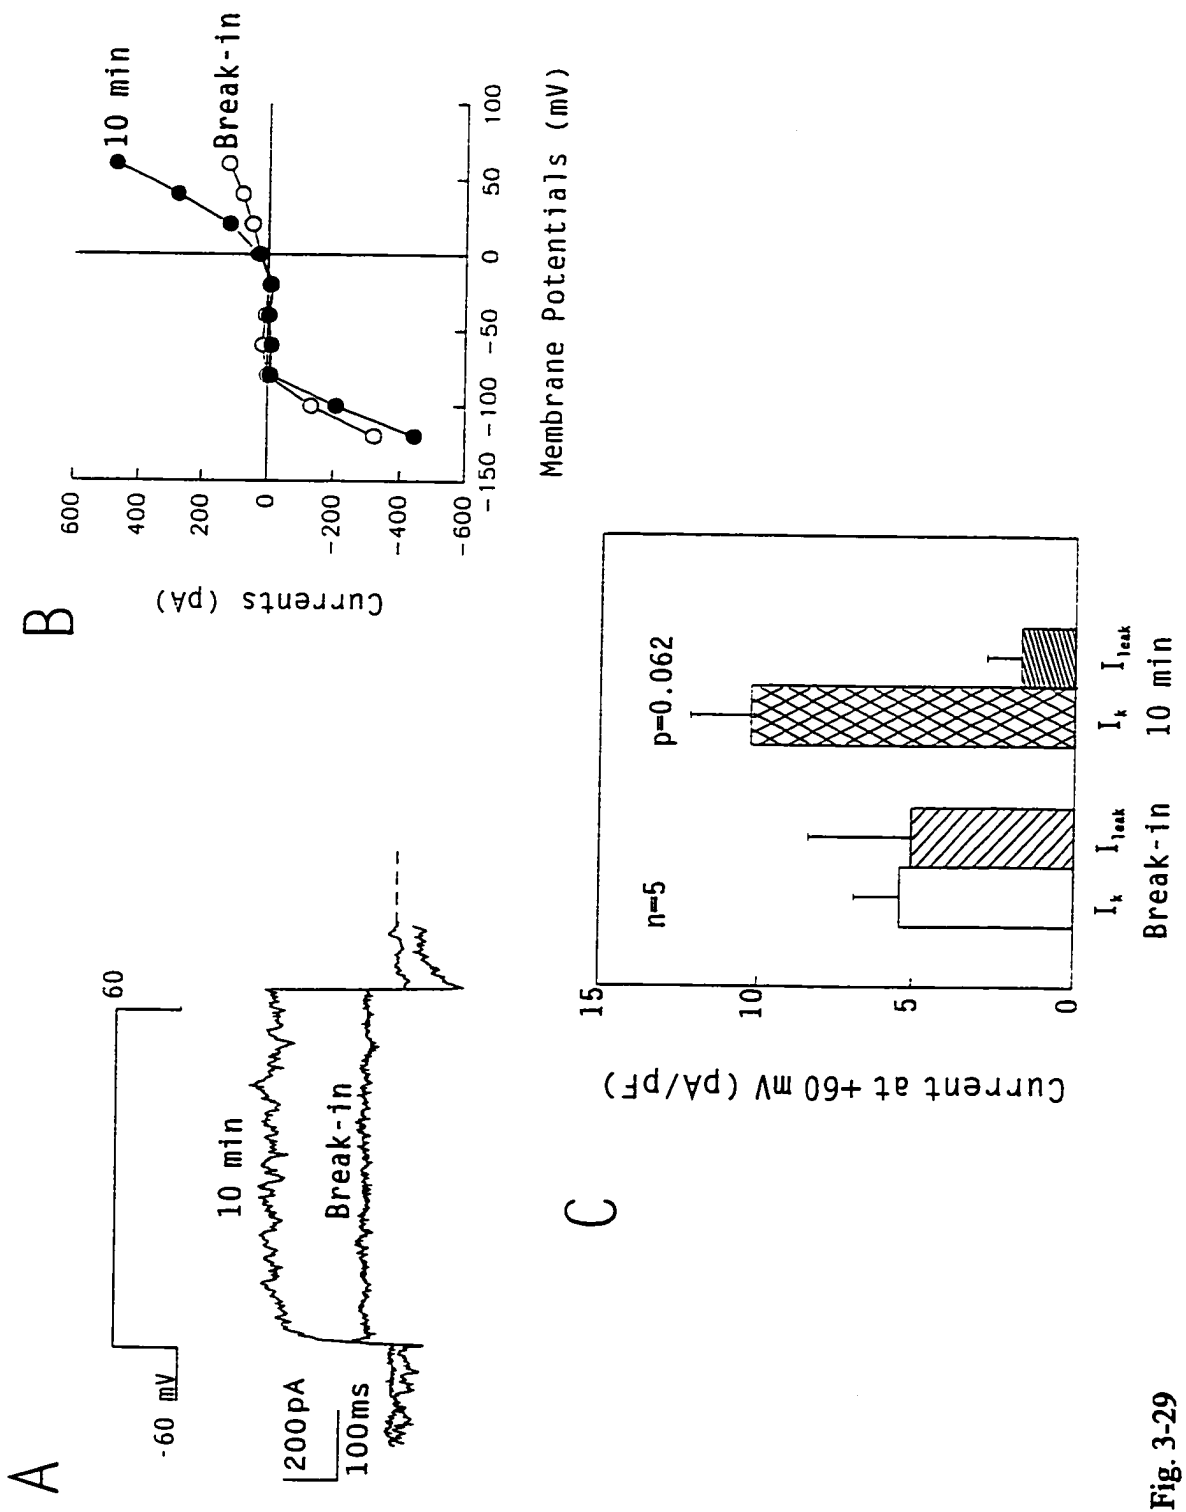 A
-60 mV
60
10 min
Break-in
200pA
100ms
B
Currents (pA)
600
400
200
0
-200
-400
-600
-150
-100
-50
0
50
100
Membrane Potentials (mV)
10 min
Break-in
C
Current at +60 mV (pA/pF)
15
10
5
0
n=5
p=0.062
Ik Ileak Ik Ileak
Break-in 10 min
Fig. 3-29